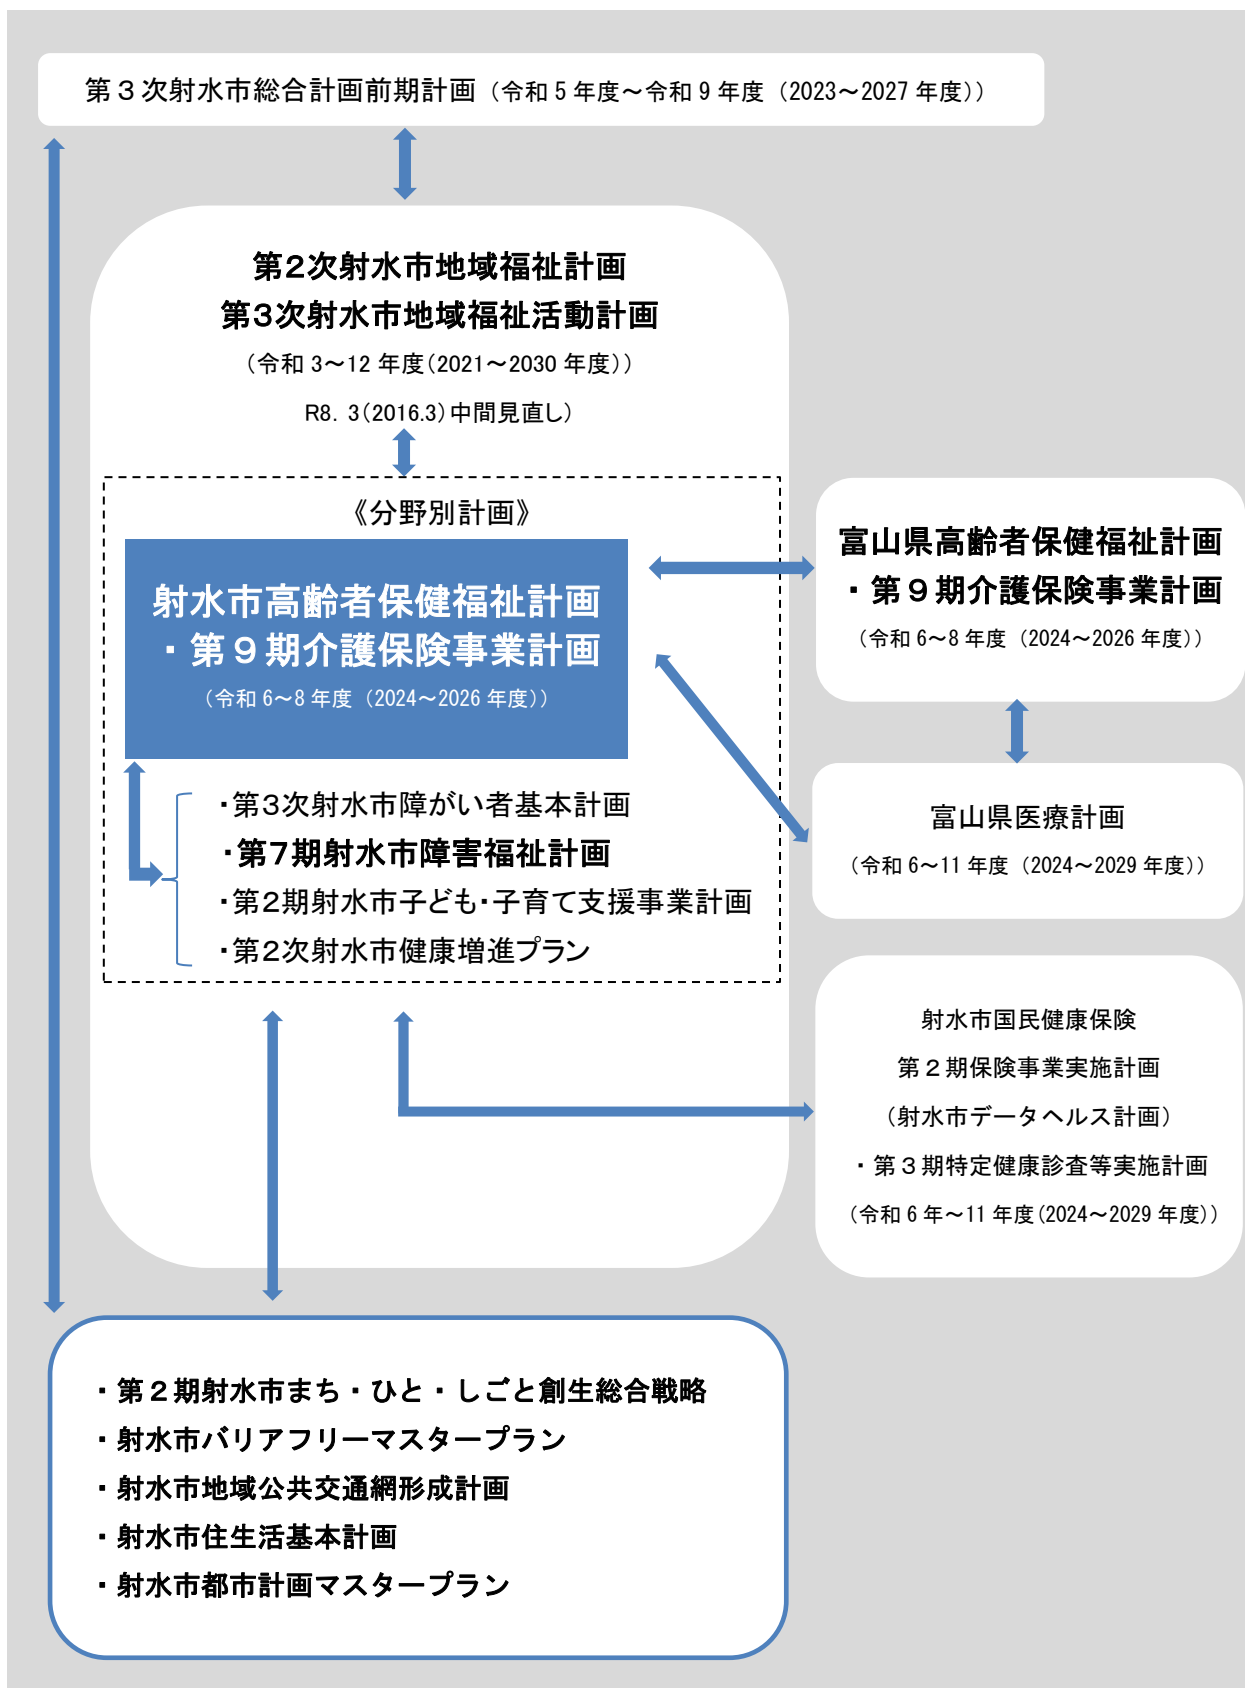 第３次射水市総合計画前期計画（令和 5 年度～令和 9 年度（2023～2027 年度））
第2次射水市地域福祉計画
第3次射水市地域福祉活動計画
（令和 3～12 年度（2021～2030 年度））
R8．3（2016.3）中間見直し）
《分野別計画》
射水市高齢者保健福祉計画
・第９期介護保険事業計画
（令和 6～8 年度（2024～2026 年度））
・第3次射水市障がい者基本計画
・第7期射水市障害福祉計画
・第2期射水市子ども・子育て支援事業計画
・第2次射水市健康増進プラン
富山県高齢者保健福祉計画
・第９期介護保険事業計画
（令和 6～8 年度（2024～2026 年度））
富山県医療計画
（令和 6～11 年度（2024～2029 年度））
射水市国民健康保険
第２期保険事業実施計画
（射水市データヘルス計画）
・第３期特定健康診査等実施計画
（令和 6 年～11 年度（2024～2029 年度））
・第２期射水市まち・ひと・しごと創生総合戦略
・射水市バリアフリーマスタープラン
・射水市地域公共交通網形成計画
・射水市住生活基本計画
・射水市都市計画マスタープラン